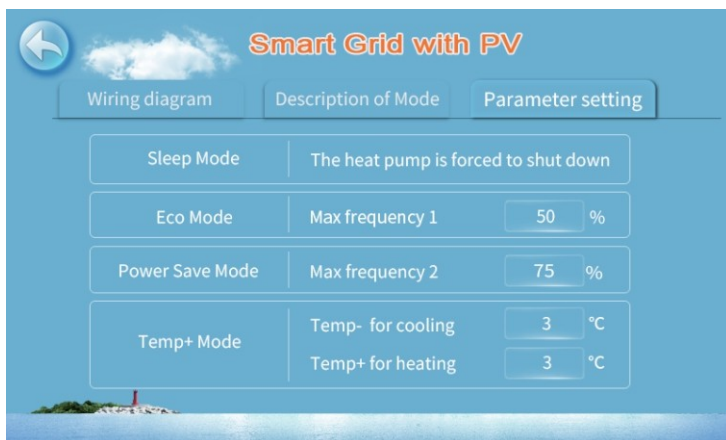 Smart Grid with PV
Wiring diagram Description of Mode Parameter setting
Sleep Mode The heat pump is forced to shut down
Eco Mode Max frequency 1 50 %
Power Save Mode Max frequency 2 75 %
Temp+ Mode
Temp- for cooling 3 °C
Temp+ for heating 3 °C